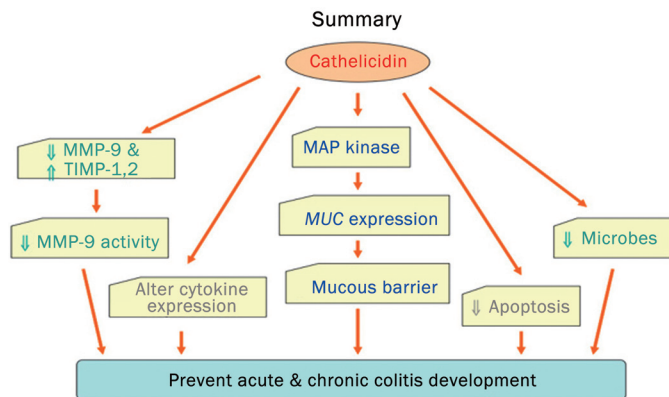 Summary
Cathelicidin
⇓ MMP-9 &
⇑ TIMP-1,2
MAP kinase
⇓ MMP-9 activity
MUC expression
⇓ Microbes
Alter cytokine
expression
Mucous barrier
⇓ Apoptosis
Prevent acute & chronic colitis development